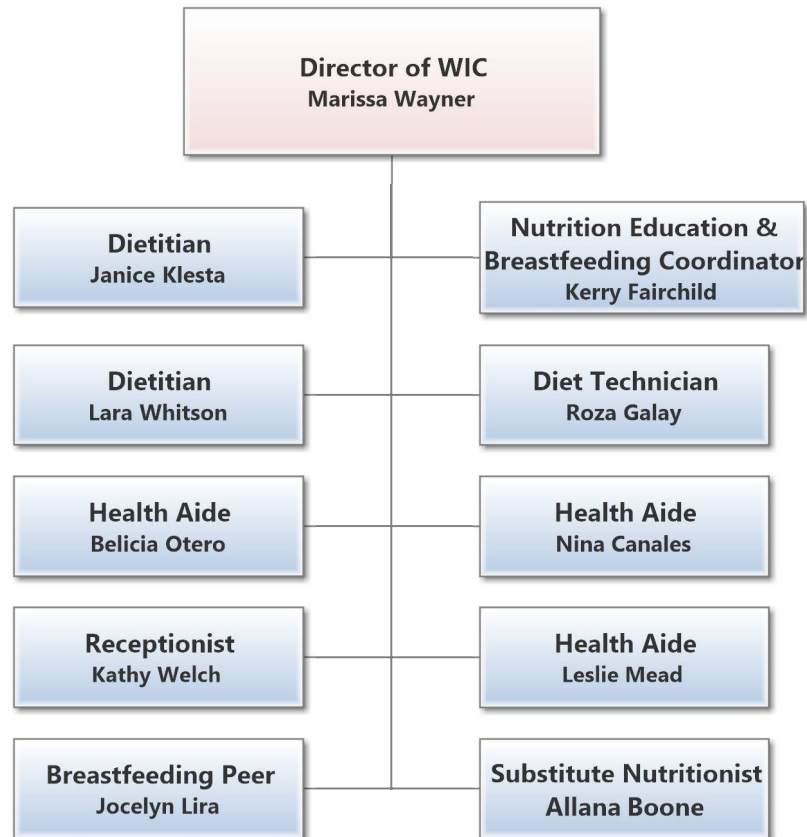 Director of WIC
Marissa Wayner
Dietitian
Janice Klesta
Nutrition Education &
Breastfeeding Coordinator
Kerry Fairchild
Dietitian
Lara Whitson
Diet Technician
Roza Galay
Health Aide
Belicia Otero
Health Aide
Nina Canales
Receptionist
Kathy Welch
Health Aide
Leslie Mead
Breastfeeding Peer
Jocelyn Lira
Substitute Nutritionist
Allana Boone